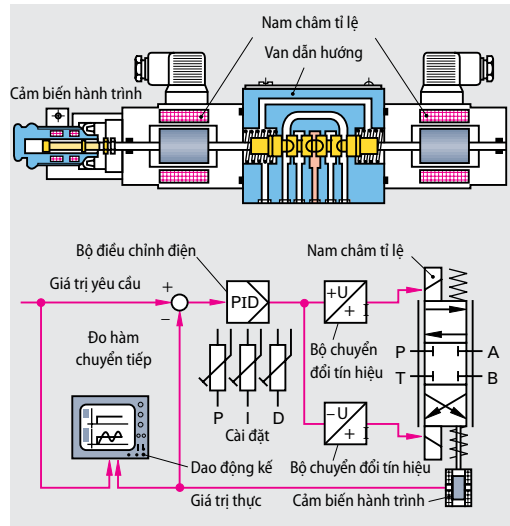 Nam châm tỉ lệ
Van dẫn hướng
Cảm biến hành trình
Bộ điều chỉnh điện
Nam châm tỉ lệ
Giá trị yêu cầu
+
−
PID
+U
+ I
Đo hàm
chuyển tiếp
Bộ chuyển
đổi tín hiệu
P
T
A
B
P I D
Cài đặt
−U
+ I
Dao động kế
Bộ chuyển đổi tín hiệu
Giá trị thực
Cảm biến hành trình